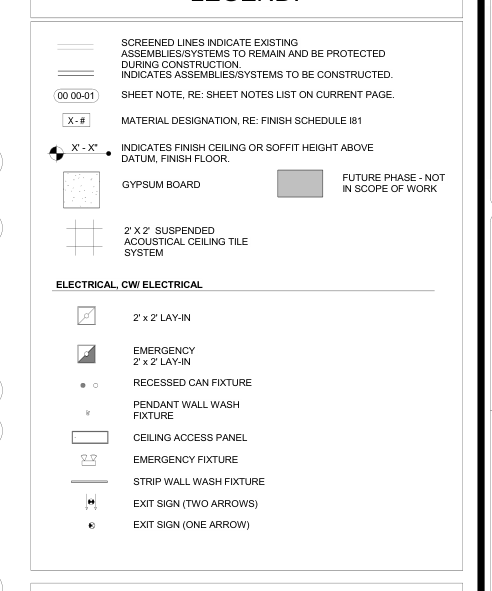 LEGEND:
SCREENED LINES INDICATE EXISTING
ASSEMBLIES/SYSTEMS TO REMAIN AND BE PROTECTED
DURING CONSTRUCTION.
INDICATES ASSEMBLIES/SYSTEMS TO BE CONSTRUCTED.
00 00-01 SHEET NOTE, RE: SHEET NOTES LIST ON CURRENT PAGE.
X - # MATERIAL DESIGNATION, RE: FINISH SCHEDULE I81
X' - X" INDICATES FINISH CEILING OR SOFFIT HEIGHT ABOVE
DATUM, FINISH FLOOR.
GYPSUM BOARD
FUTURE PHASE - NOT
IN SCOPE OF WORK
2' X 2' SUSPENDED
ACOUSTICAL CEILING TILE
SYSTEM
ELECTRICAL, CW/ ELECTRICAL
2' x 2' LAY-IN
EMERGENCY
2' x 2' LAY-IN
RECESSED CAN FIXTURE
PENDANT WALL WASH
FIXTURE
CEILING ACCESS PANEL
EMERGENCY FIXTURE
STRIP WALL WASH FIXTURE
EXIT SIGN (TWO ARROWS)
EXIT SIGN (ONE ARROW)